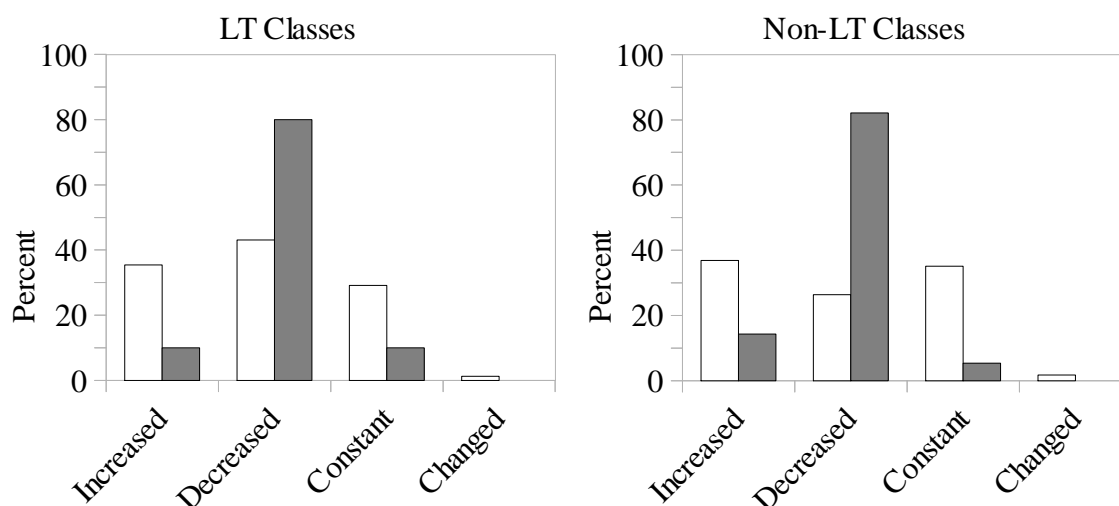 LT Classes
100
80
60
40
20
0
Percent
Increased
Decreased
Constant
Changed
Non-LT Classes
100
80
60
40
20
0
Percent
Increased
Decreased
Constant
Changed